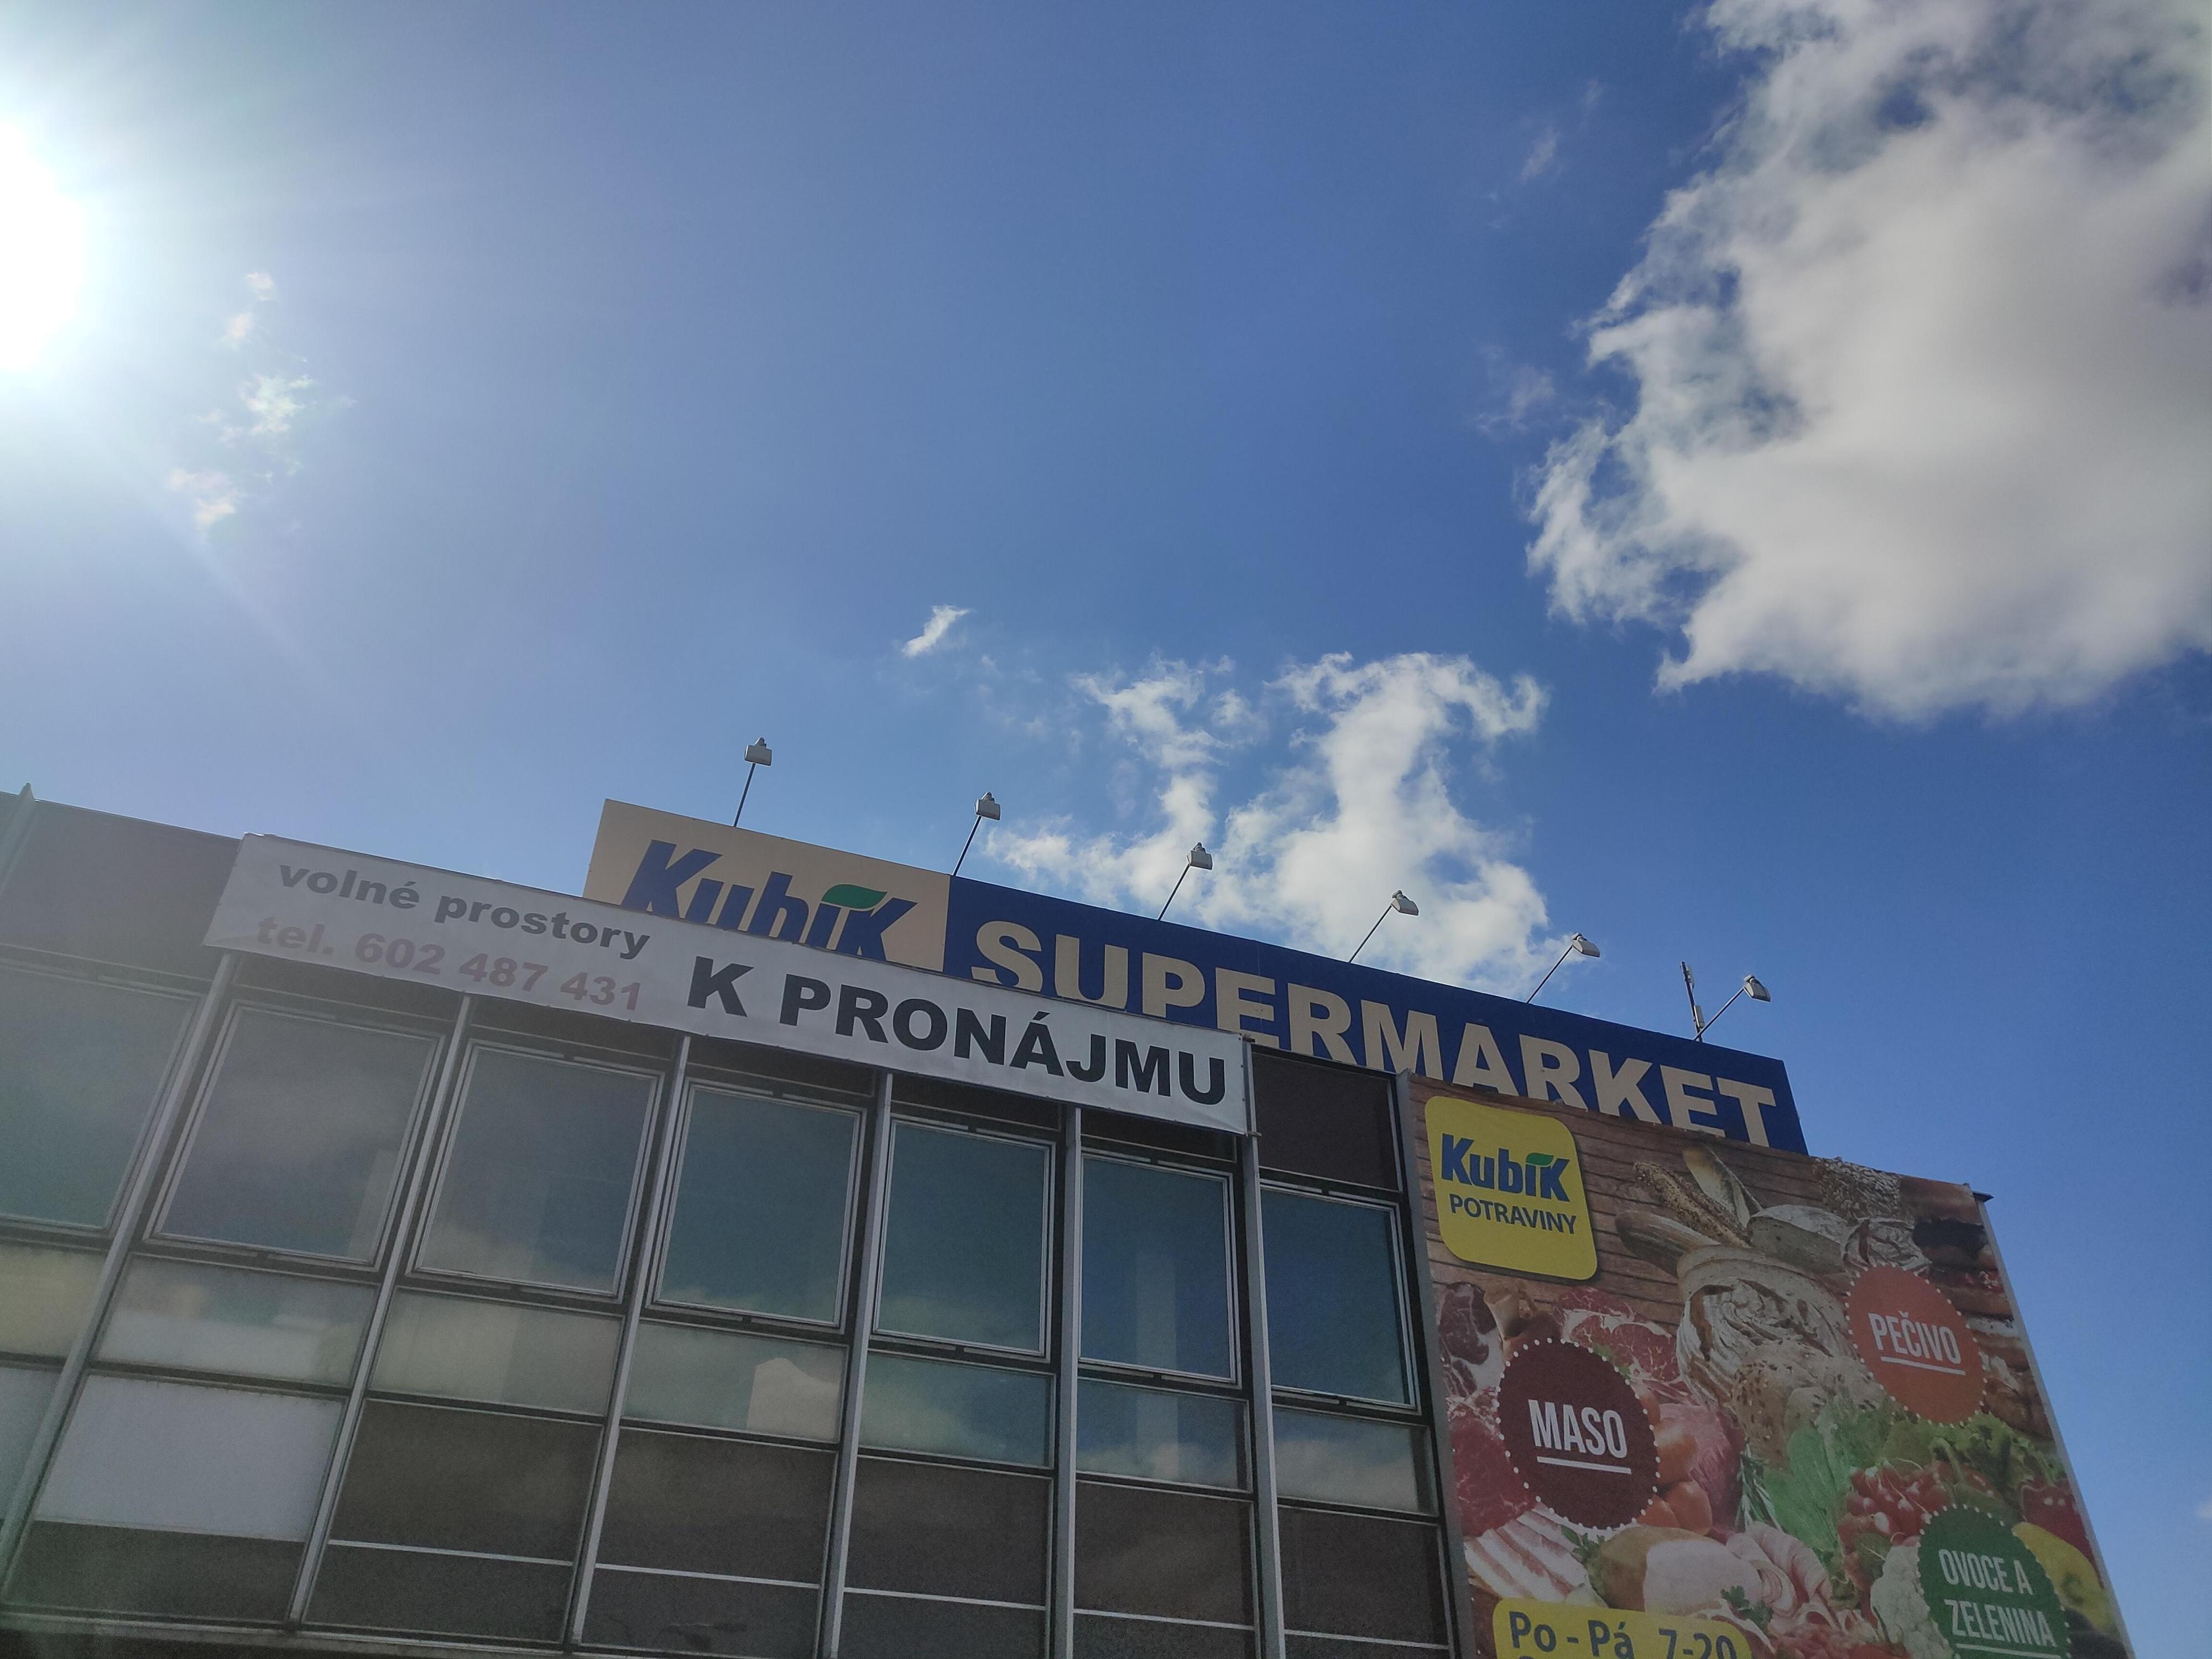 Kubík
SUPERMARKET
volné prostory
tel. 602 487 431
K PRONÁJMU
Kubík
POTRAVINY
PEČIVO
MASO
OVOCE A
ZELENINA
Po - Pá 7-20